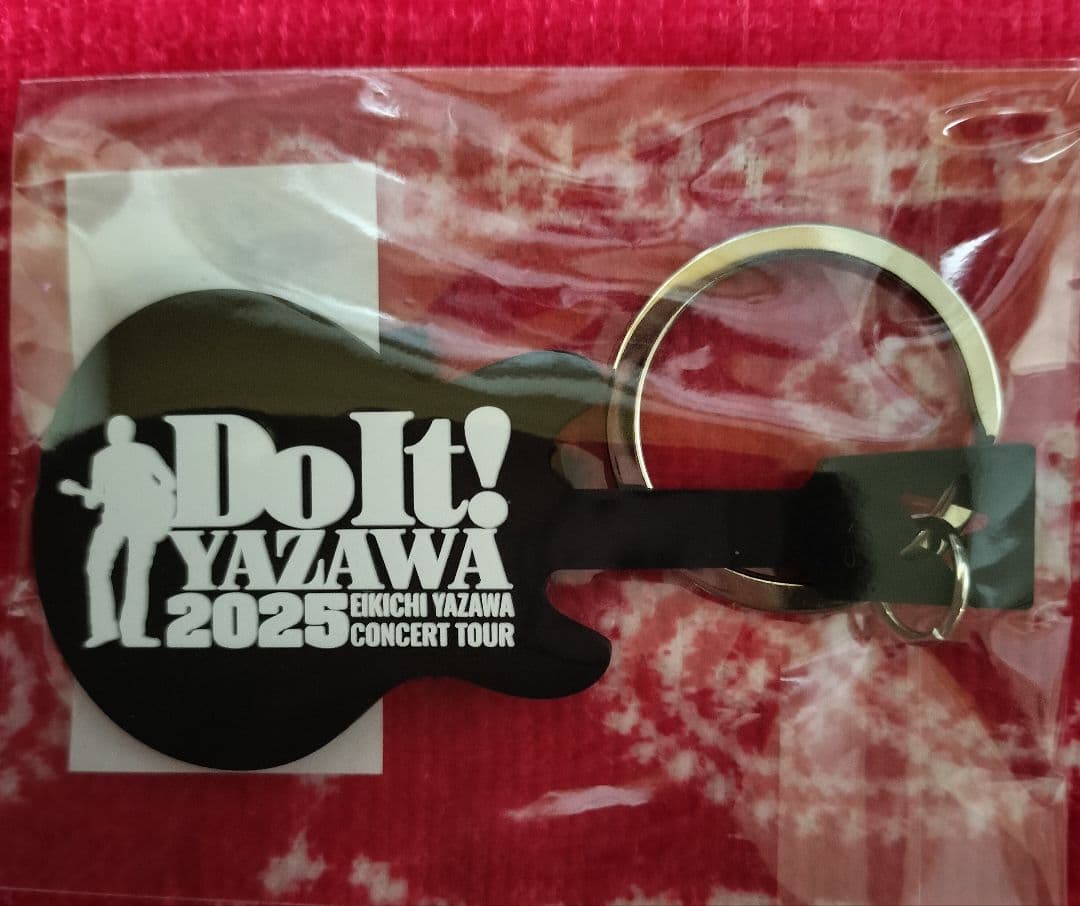 Do It!
YAZAWA
2025 EIKICHI YAZAWA
CONCERT TOUR